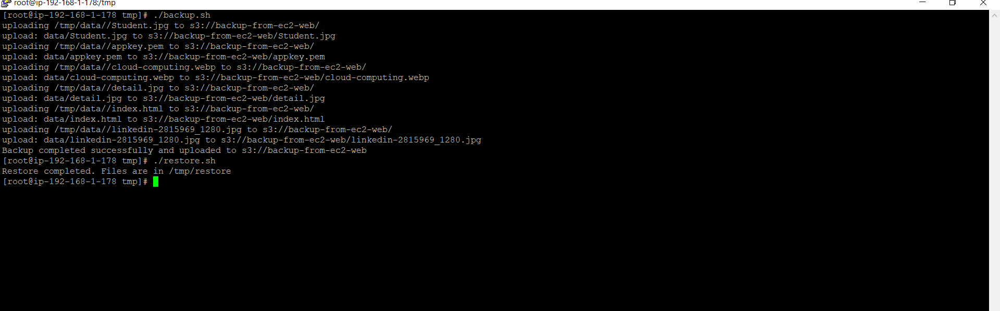 root@ip-192-168-1-178:/tmp
[root@ip-192-168-1-178 tmp]# ./backup.sh
uploading /tmp/data//Student.jpg to s3://backup-from-ec2-web/
upload: data/Student.jpg to s3://backup-from-ec2-web/Student.jpg
uploading /tmp/data//appkey.pem to s3://backup-from-ec2-web/
upload: data/appkey.pem to s3://backup-from-ec2-web/appkey.pem
uploading /tmp/data//cloud-computing.webp to s3://backup-from-ec2-web/
upload: data/cloud-computing.webp to s3://backup-from-ec2-web/cloud-computing.webp
uploading /tmp/data//detail.jpg to s3://backup-from-ec2-web/
upload: data/detail.jpg to s3://backup-from-ec2-web/detail.jpg
uploading /tmp/data//index.html to s3://backup-from-ec2-web/
upload: data/index.html to s3://backup-from-ec2-web/index.html
uploading /tmp/data//linkedin-2815969_1280.jpg to s3://backup-from-ec2-web/
upload: data/linkedin-2815969_1280.jpg to s3://backup-from-ec2-web/linkedin-2815969_1280.jpg
Backup completed successfully and uploaded to s3://backup-from-ec2-web
[root@ip-192-168-1-178 tmp]# ./restore.sh
Restore completed. Files are in /tmp/restore
[root@ip-192-168-1-178 tmp]#